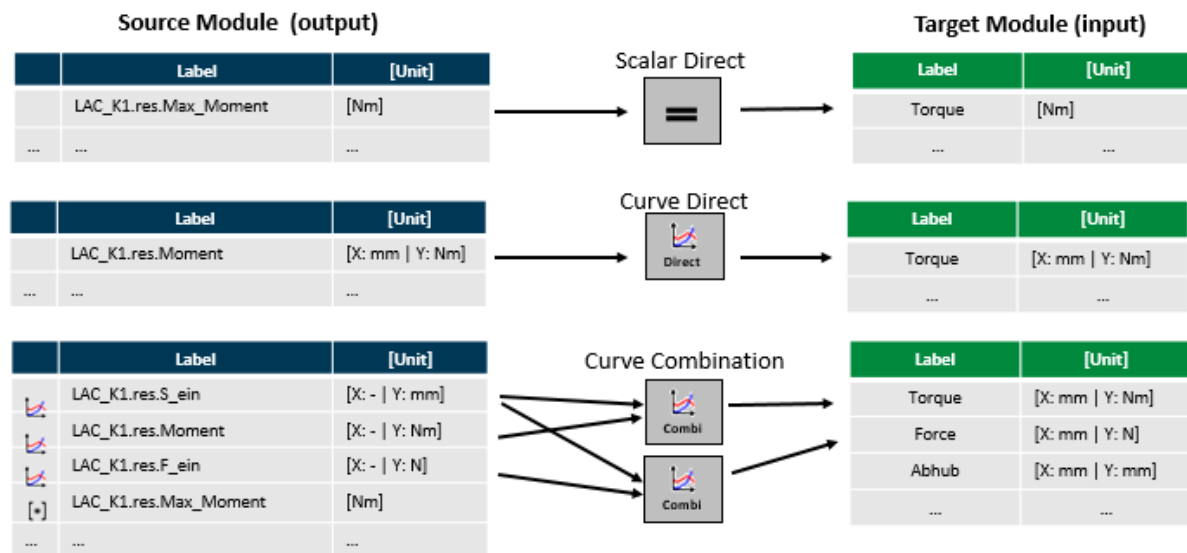 Source Module (output)
Target Module (input)
Label [Unit]
LAC_K1.res.Max_Moment [Nm]
... ... ...
Scalar Direct
=
Label [Unit]
Torque [Nm]
... ...
Label [Unit]
LAC_K1.res.Moment [X: mm | Y: Nm]
... ... ...
Curve Direct
Direct
Label [Unit]
Torque [X: mm | Y: Nm]
... ...
Label [Unit]
LAC_K1.res.S_ein [X: - | Y: mm]
LAC_K1.res.Moment [X: - | Y: Nm]
LAC_K1.res.F_ein [X: - | Y: N]
[*] LAC_K1.res.Max_Moment [Nm]
... ... ...
Curve Combination
Combi
Combi
Label [Unit]
Torque [X: mm | Y: Nm]
Force [X: mm | Y: N]
Abhub [X: mm | Y: mm]
... ...